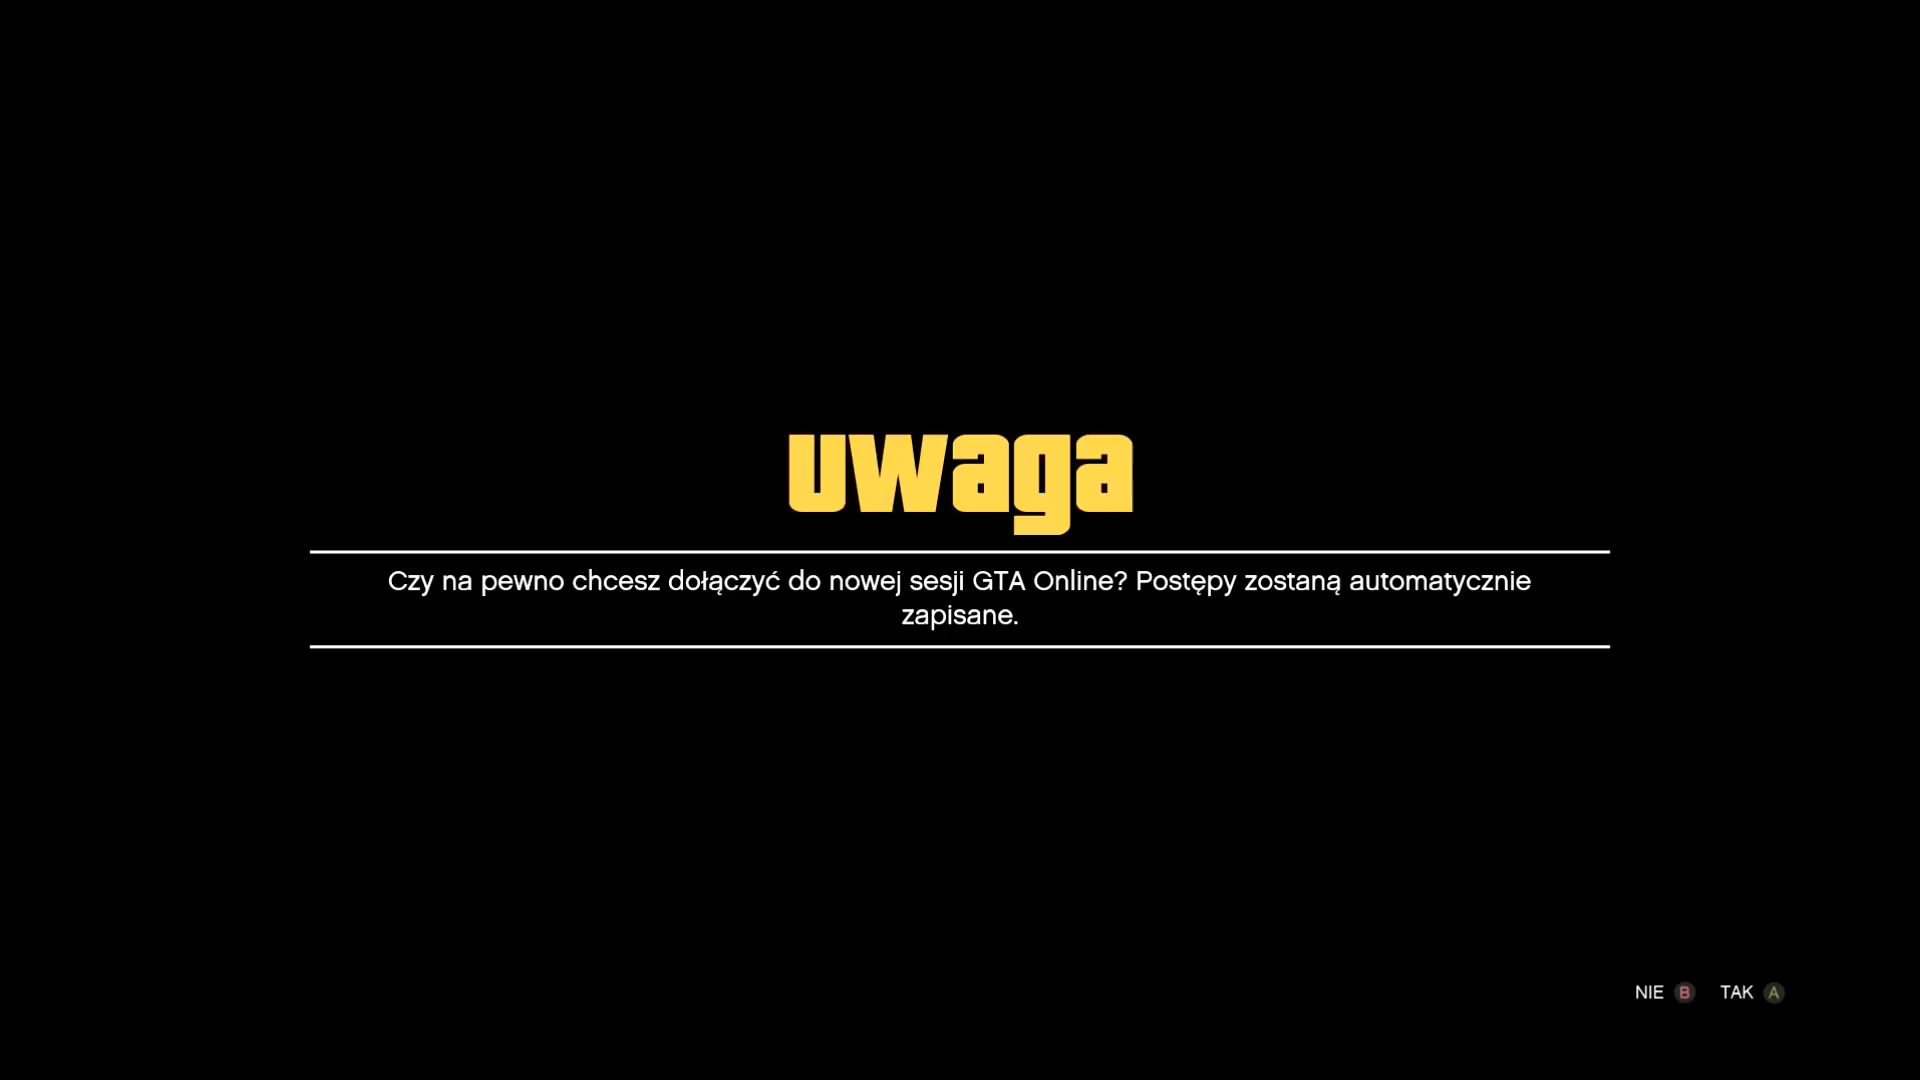 uwaga
Czy na pewno chcesz dołączyć do nowej sesji GTA Online? Postępy zostaną automatycznie
zapisane.
NIE B TAK A